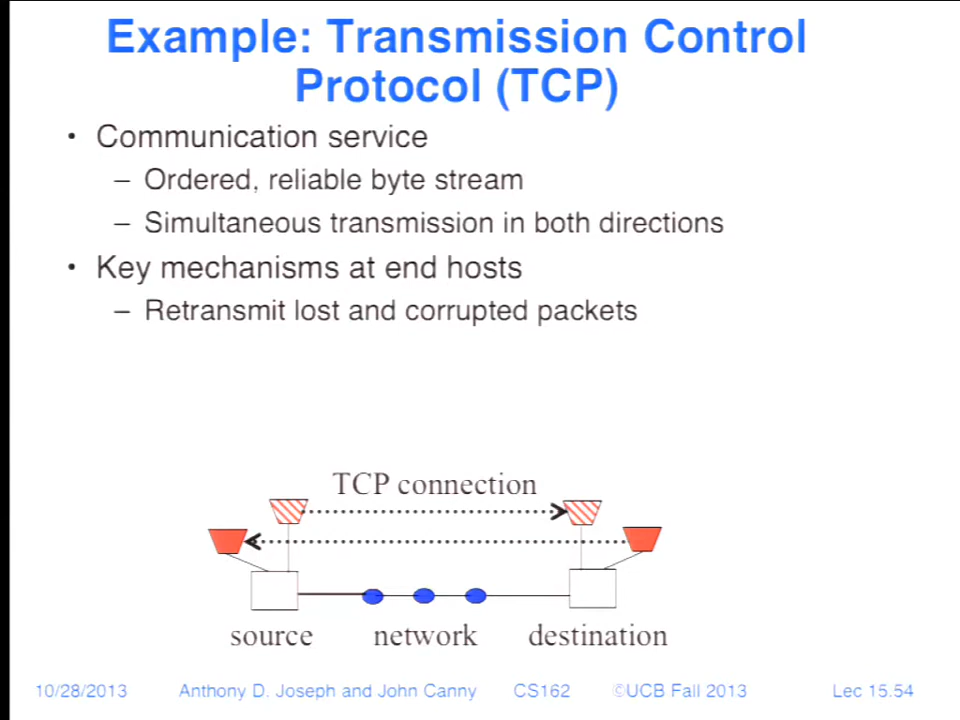 Example: Transmission Control
Protocol (TCP)
• Communication service
– Ordered, reliable byte stream
– Simultaneous transmission in both directions
• Key mechanisms at end hosts
– Retransmit lost and corrupted packets
TCP connection
source network destination
10/28/2013 Anthony D. Joseph and John Canny CS162 ©UCB Fall 2013 Lec 15.54